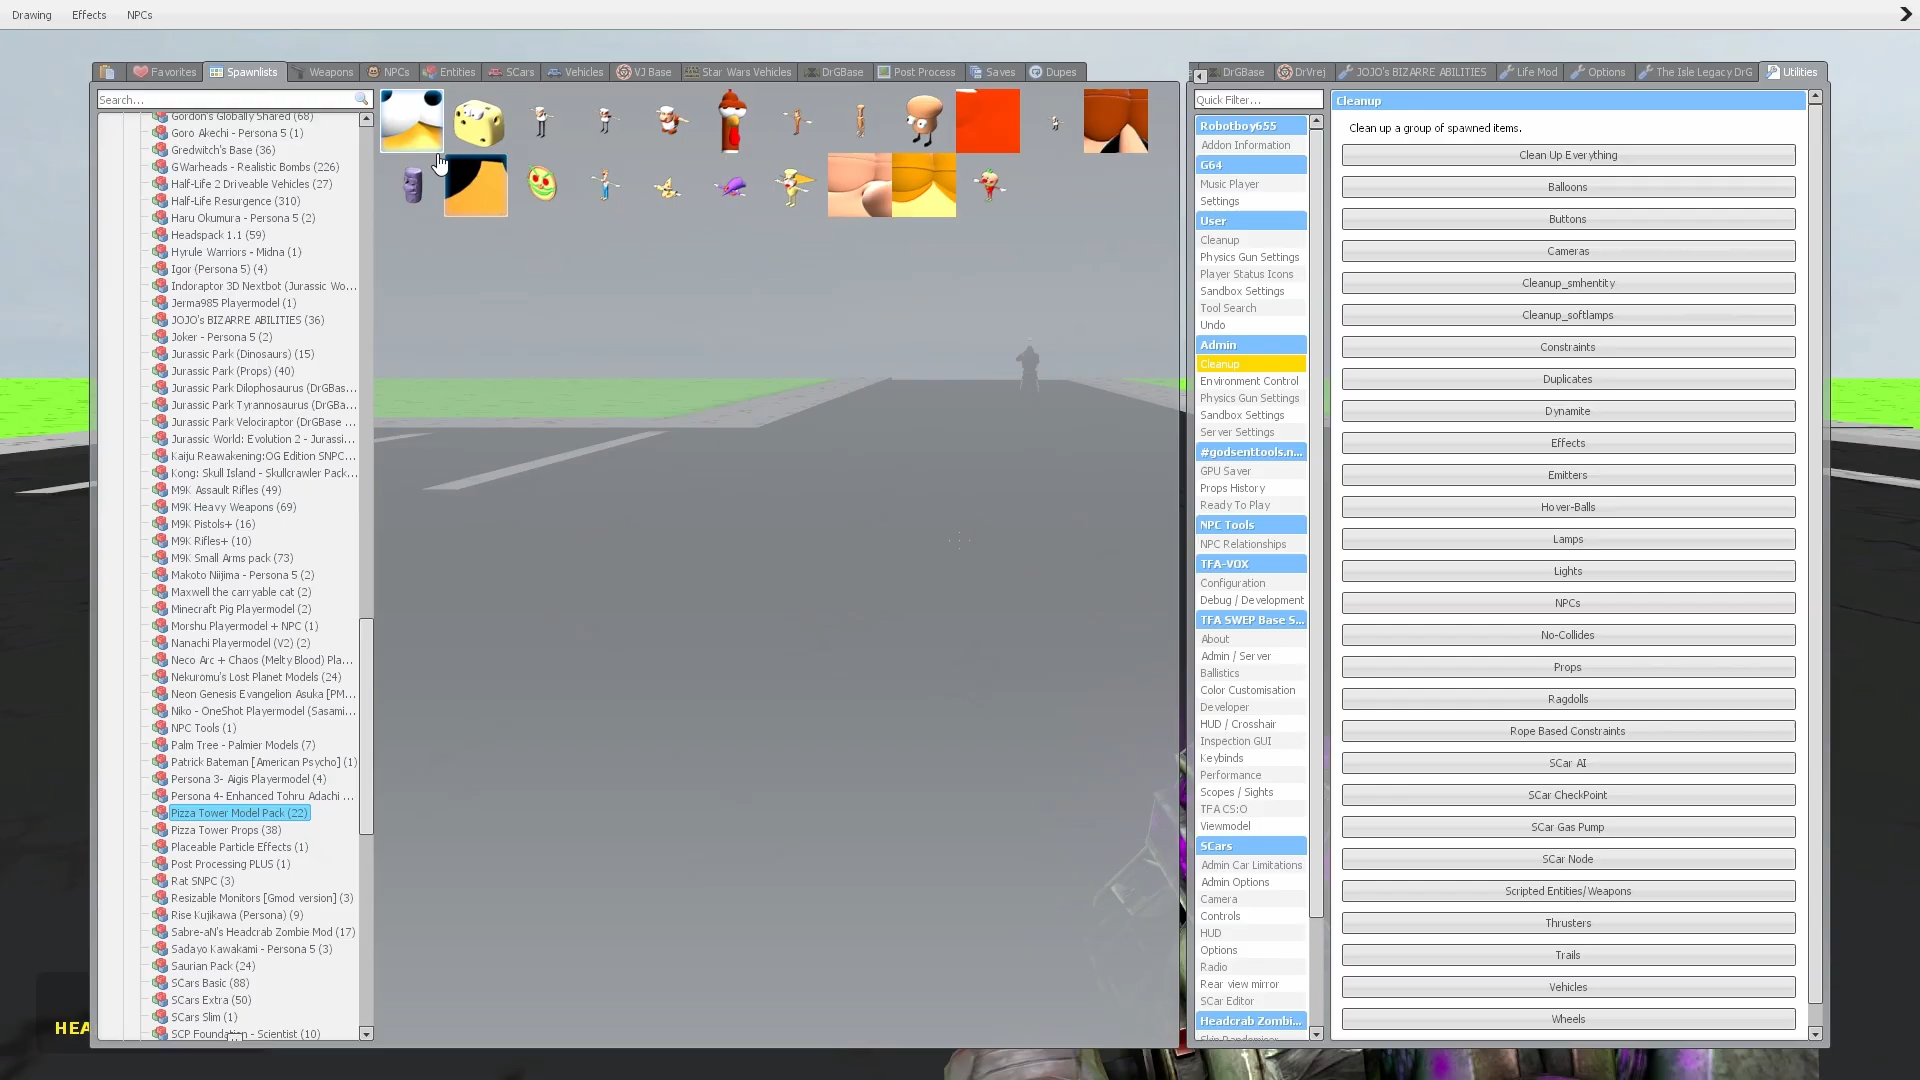 Drawing Effects NPCs
Favorites Spawnlists Weapons NPCs Entities SCars Vehicles VJ Base Star Wars Vehicles DrGBase Post Process Saves Dupes
DrGBase DrVrej JOJO's BIZARRE ABILITIES Life Mod Options The Isle Legacy DrG Utilities
Search...
Gordon's Globally Shared (68)
Goro Akechi - Persona 5 (1)
Gredwitch's Base (36)
GWarheads - Realistic Bombs (226)
Half-Life 2 Driveable Vehicles (27)
Half-Life Resurgence (310)
Haru Okumura - Persona 5 (2)
Headspack 1.1 (59)
Hyrule Warriors - Midna (1)
Igor (Persona 5) (4)
Indoraptor 3D Nextbot (Jurassic Wo...
Jerma985 Playermodel (1)
JOJO's BIZARRE ABILITIES (36)
Joker - Persona 5 (2)
Jurassic Park (Dinosaurs) (15)
Jurassic Park (Props) (40)
Jurassic Park Dilophosaurus (DrGBas...
Jurassic Park Tyrannosaurus (DrGBa...
Jurassic Park Velociraptor (DrGBase ...
Jurassic World: Evolution 2 - Jurassi...
Kaiju Reawakening:OG Edition SNPC...
Kong: Skull Island - Skullcrawler Pack...
M9K Assault Rifles (49)
M9K Heavy Weapons (69)
M9K Pistols+ (16)
M9K Rifles+ (10)
M9K Small Arms pack (73)
Makoto Niijima - Persona 5 (2)
Maxwell the carryable cat (2)
Minecraft Pig Playermodel (2)
Morshu Playermodel + NPC (1)
Nanachi Playermodel (V2) (2)
Neco Arc + Chaos (Melty Blood) Pla...
Nekuromu's Lost Planet Models (24)
Neon Genesis Evangelion Asuka [PM...
Niko - OneShot Playermodel (Sasami...
NPC Tools (1)
Palm Tree - Palmier Models (7)
Patrick Bateman [American Psycho] (1)
Persona 3- Aigis Playermodel (4)
Persona 4- Enhanced Tohru Adachi ...
Pizza Tower Model Pack (22)
Pizza Tower Props (38)
Placeable Particle Effects (1)
Post Processing PLUS (1)
Rat SNPC (3)
Resizable Monitors [Gmod version] (3)
Rise Kujikawa (Persona) (9)
Sabre-aN's Headcrab Zombie Mod (17)
Sadayo Kawakami - Persona 5 (3)
Saurian Pack (24)
SCars Basic (88)
SCars Extra (50)
SCars Slim (1)
SCP Foundation - Scientist (10)
HEA
Quick Filter...
Robotboy655
Addon Information
G64
Music Player
Settings
User
Cleanup
Physics Gun Settings
Player Status Icons
Sandbox Settings
Tool Search
Undo
Admin
Cleanup
Environment Control
Physics Gun Settings
Sandbox Settings
Server Settings
#godsenttools.n...
GPU Saver
Props History
Ready To Play
NPC Tools
NPC Relationships
TFA-VOX
Configuration
Debug / Development
TFA SWEP Base S...
About
Admin / Server
Ballistics
Color Customisation
Developer
HUD / Crosshair
Inspection GUI
Keybinds
Performance
Scopes / Sights
TFA CS:O
Viewmodel
SCars
Admin Car Limitations
Admin Options
Camera
Controls
HUD
Options
Radio
Rear view mirror
SCar Editor
Headcrab Zombi...
Skin Randomiser
Cleanup
Clean up a group of spawned items.
Clean Up Everything
Balloons
Buttons
Cameras
Cleanup_smhentity
Cleanup_softlamps
Constraints
Duplicates
Dynamite
Effects
Emitters
Hover-Balls
Lamps
Lights
NPCs
No-Collides
Props
Ragdolls
Rope Based Constraints
SCar AI
SCar CheckPoint
SCar Gas Pump
SCar Node
Scripted Entities/Weapons
Thrusters
Trails
Vehicles
Wheels